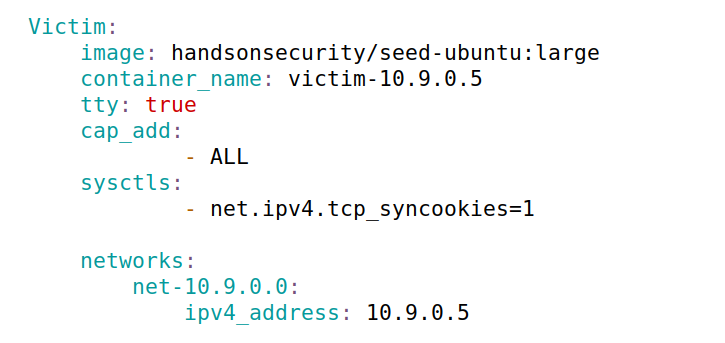 Victim:
    image: handsonsecurity/seed-ubuntu:large
    container_name: victim-10.9.0.5
    tty: true
    cap_add:
            - ALL
    sysctls:
            - net.ipv4.tcp_syncookies=1

    networks:
        net-10.9.0.0:
            ipv4_address: 10.9.0.5